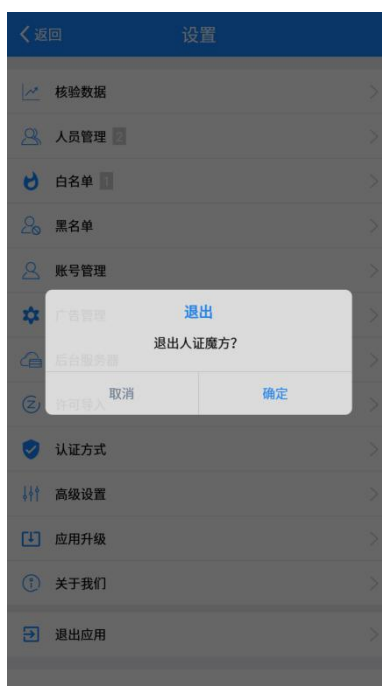 返回
设置
核验数据
人员管理 2
白名单 1
黑名单
账号管理
广告管理
退出
退出人证魔方?
后台服务器
取消
确定
许可导入
认证方式
高级设置
应用升级
关于我们
退出应用